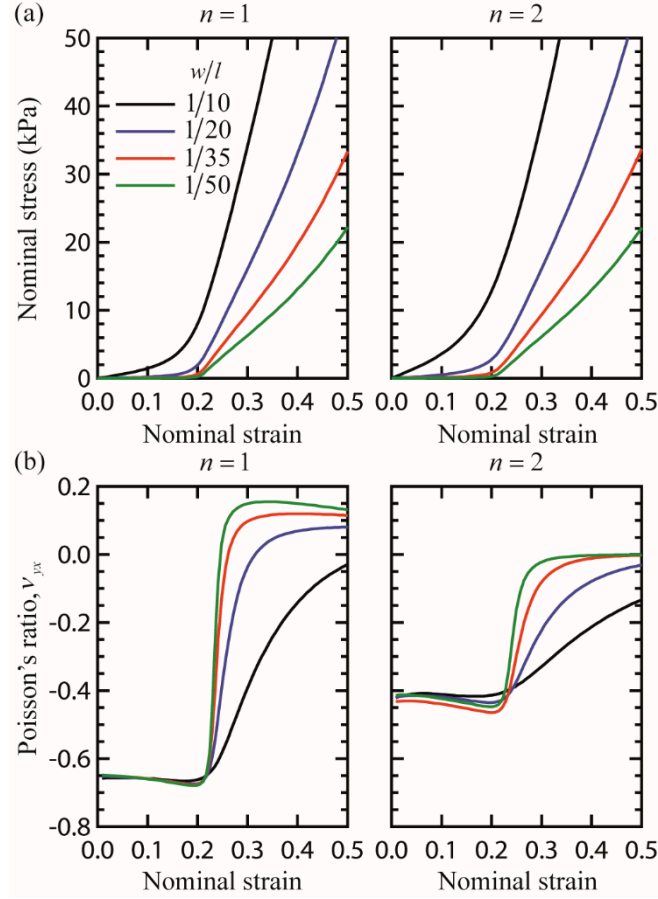 (a)
n = 1
n = 2
Nominal stress (kPa)
50
40
30
20
10
0
w/l
1/10
1/20
1/35
1/50
0.0 0.1 0.2 0.3 0.4 0.5
0.0 0.1 0.2 0.3 0.4 0.5
Nominal strain
Nominal strain
(b)
n = 1
n = 2
Poisson's ratio, ν_yx
0.2
0.0
-0.2
-0.4
-0.6
-0.8
0.0 0.1 0.2 0.3 0.4 0.5
0.0 0.1 0.2 0.3 0.4 0.5
Nominal strain
Nominal strain